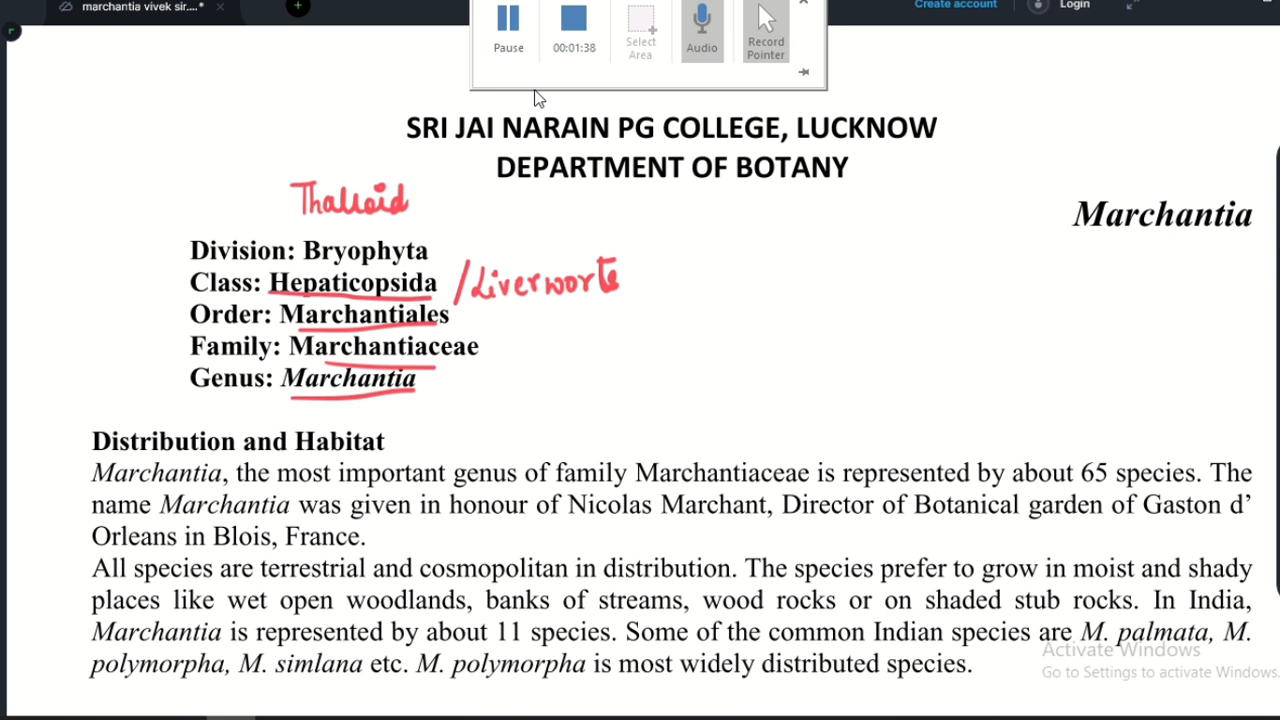 marchantia vivek sir....*
Create account
Login
Pause
00:01:38
Select Area
Audio
Record Pointer
SRI JAI NARAIN PG COLLEGE, LUCKNOW
DEPARTMENT OF BOTANY
Thalloid
Marchantia
Division: Bryophyta
Class: Hepaticopsida /Liverworts
Order: Marchantiales
Family: Marchantiaceae
Genus: Marchantia
Distribution and Habitat
Marchantia, the most important genus of family Marchantiaceae is represented by about 65 species. The
name Marchantia was given in honour of Nicolas Marchant, Director of Botanical garden of Gaston d’
Orleans in Blois, France.
All species are terrestrial and cosmopolitan in distribution. The species prefer to grow in moist and shady
places like wet open woodlands, banks of streams, wood rocks or on shaded stub rocks. In India,
Marchantia is represented by about 11 species. Some of the common Indian species are M. palmata, M.
polymorpha, M. simlana etc. M. polymorpha is most widely distributed species.
Activate Windows
Go to Settings to activate Windows.